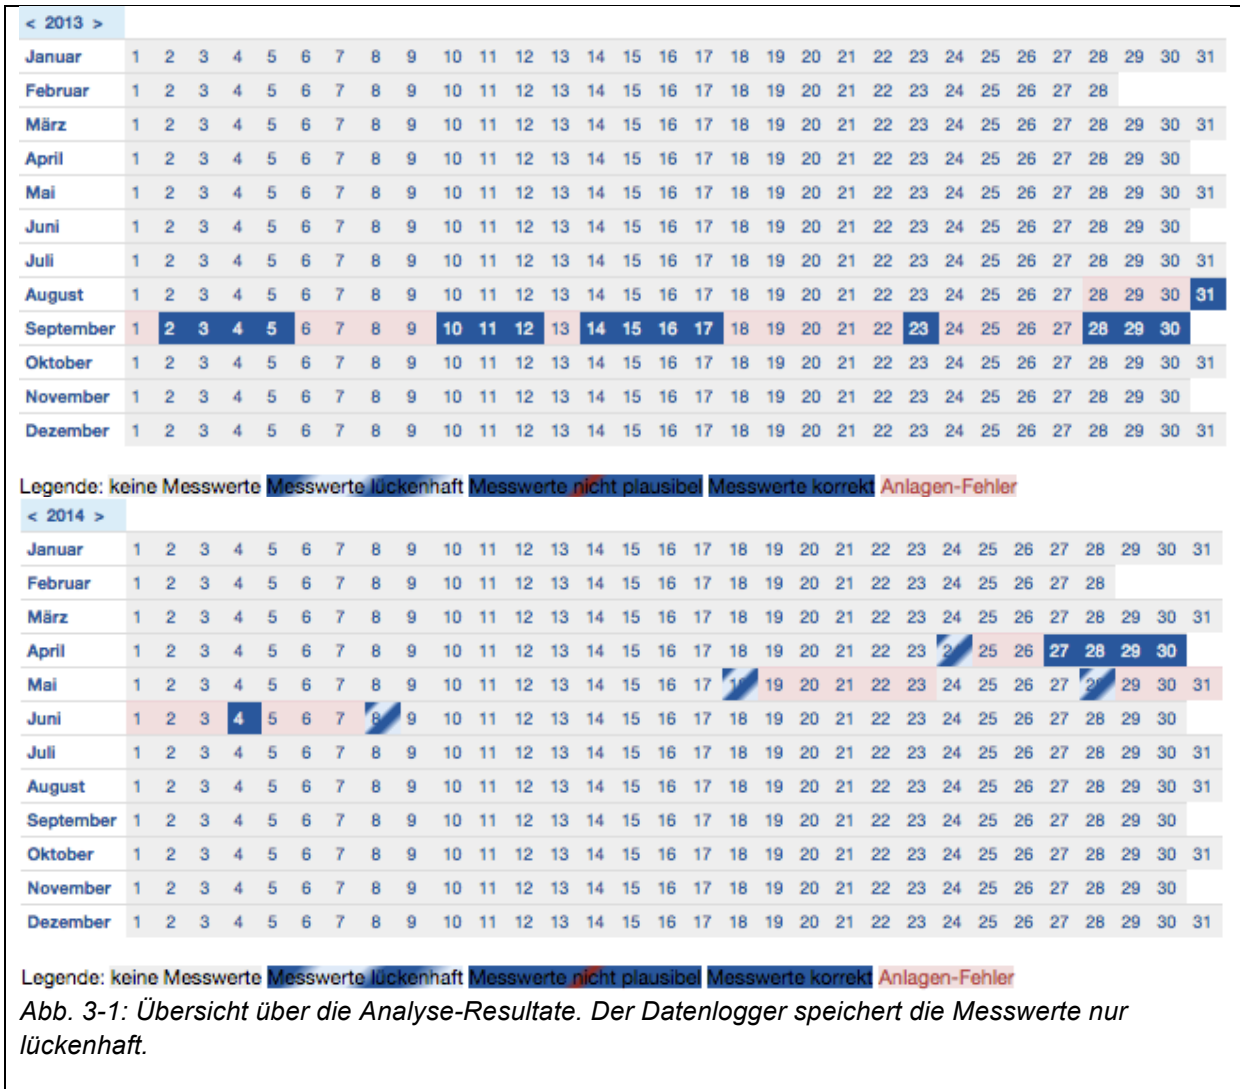 < 2013 >
Januar 1 2 3 4 5 6 7 8 9 10 11 12 13 14 15 16 17 18 19 20 21 22 23 24 25 26 27 28 29 30 31
Februar 1 2 3 4 5 6 7 8 9 10 11 12 13 14 15 16 17 18 19 20 21 22 23 24 25 26 27 28
März 1 2 3 4 5 6 7 8 9 10 11 12 13 14 15 16 17 18 19 20 21 22 23 24 25 26 27 28 29 30 31
April 1 2 3 4 5 6 7 8 9 10 11 12 13 14 15 16 17 18 19 20 21 22 23 24 25 26 27 28 29 30
Mai 1 2 3 4 5 6 7 8 9 10 11 12 13 14 15 16 17 18 19 20 21 22 23 24 25 26 27 28 29 30 31
Juni 1 2 3 4 5 6 7 8 9 10 11 12 13 14 15 16 17 18 19 20 21 22 23 24 25 26 27 28 29 30
Juli 1 2 3 4 5 6 7 8 9 10 11 12 13 14 15 16 17 18 19 20 21 22 23 24 25 26 27 28 29 30 31
August 1 2 3 4 5 6 7 8 9 10 11 12 13 14 15 16 17 18 19 20 21 22 23 24 25 26 27 28 29 30 31
September 1 2 3 4 5 6 7 8 9 10 11 12 13 14 15 16 17 18 19 20 21 22 23 24 25 26 27 28 29 30
Oktober 1 2 3 4 5 6 7 8 9 10 11 12 13 14 15 16 17 18 19 20 21 22 23 24 25 26 27 28 29 30 31
November 1 2 3 4 5 6 7 8 9 10 11 12 13 14 15 16 17 18 19 20 21 22 23 24 25 26 27 28 29 30
Dezember 1 2 3 4 5 6 7 8 9 10 11 12 13 14 15 16 17 18 19 20 21 22 23 24 25 26 27 28 29 30 31
Legende: keine Messwerte Messwerte lückenhaft Messwerte nicht plausibel Messwerte korrekt Anlagen-Fehler
< 2014 >
Januar 1 2 3 4 5 6 7 8 9 10 11 12 13 14 15 16 17 18 19 20 21 22 23 24 25 26 27 28 29 30 31
Februar 1 2 3 4 5 6 7 8 9 10 11 12 13 14 15 16 17 18 19 20 21 22 23 24 25 26 27 28
März 1 2 3 4 5 6 7 8 9 10 11 12 13 14 15 16 17 18 19 20 21 22 23 24 25 26 27 28 29 30 31
April 1 2 3 4 5 6 7 8 9 10 11 12 13 14 15 16 17 18 19 20 21 22 23 24 25 26 27 28 29 30
Mai 1 2 3 4 5 6 7 8 9 10 11 12 13 14 15 16 17 18 19 20 21 22 23 24 25 26 27 28 29 30 31
Juni 1 2 3 4 5 6 7 8 9 10 11 12 13 14 15 16 17 18 19 20 21 22 23 24 25 26 27 28 29 30
Juli 1 2 3 4 5 6 7 8 9 10 11 12 13 14 15 16 17 18 19 20 21 22 23 24 25 26 27 28 29 30 31
August 1 2 3 4 5 6 7 8 9 10 11 12 13 14 15 16 17 18 19 20 21 22 23 24 25 26 27 28 29 30 31
September 1 2 3 4 5 6 7 8 9 10 11 12 13 14 15 16 17 18 19 20 21 22 23 24 25 26 27 28 29 30
Oktober 1 2 3 4 5 6 7 8 9 10 11 12 13 14 15 16 17 18 19 20 21 22 23 24 25 26 27 28 29 30 31
November 1 2 3 4 5 6 7 8 9 10 11 12 13 14 15 16 17 18 19 20 21 22 23 24 25 26 27 28 29 30
Dezember 1 2 3 4 5 6 7 8 9 10 11 12 13 14 15 16 17 18 19 20 21 22 23 24 25 26 27 28 29 30 31
Legende: keine Messwerte Messwerte lückenhaft Messwerte nicht plausibel Messwerte korrekt Anlagen-Fehler
Abb. 3-1: Übersicht über die Analyse-Resultate. Der Datenlogger speichert die Messwerte nur
lückenhaft.